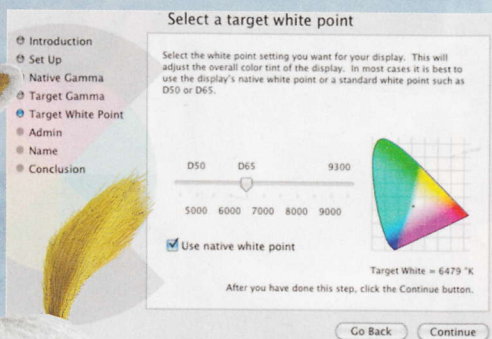 Select a target white point
Introduction
Set Up
Native Gamma
Target Gamma
Target White Point
Admin
Name
Conclusion
Select the white point setting you want for your display. This will
adjust the overall color tint of the display. In most cases it is best to
use the display's native white point or a standard white point such as
D50 or D65.
D50 D65 9300
5000 6000 7000 8000 9000
Use native white point
Target White = 6479 °K
After you have done this step, click the Continue button.
Go Back Continue